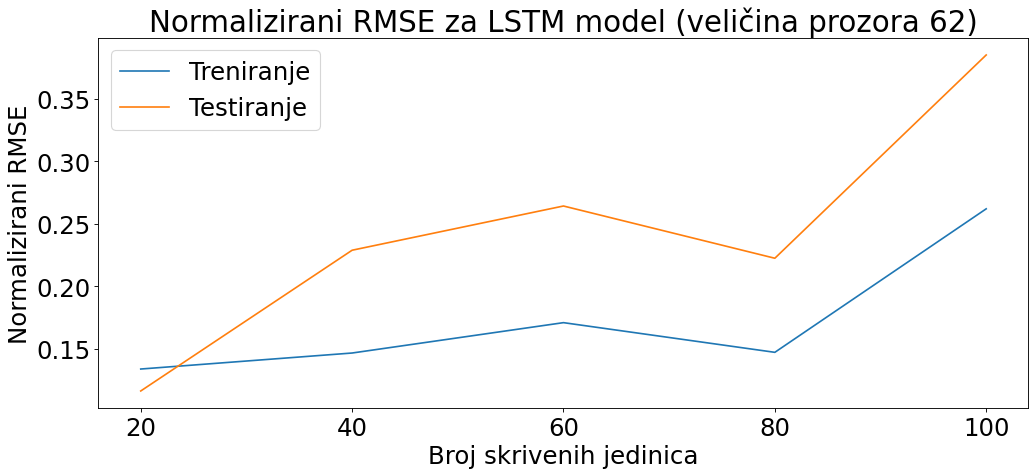 Normalizirani RMSE za LSTM model (veličina prozora 62)
Treniranje
Testiranje
Normalizirani RMSE
0.35
0.30
0.25
0.20
0.15
20 40 60 80 100
Broj skrivenih jedinica